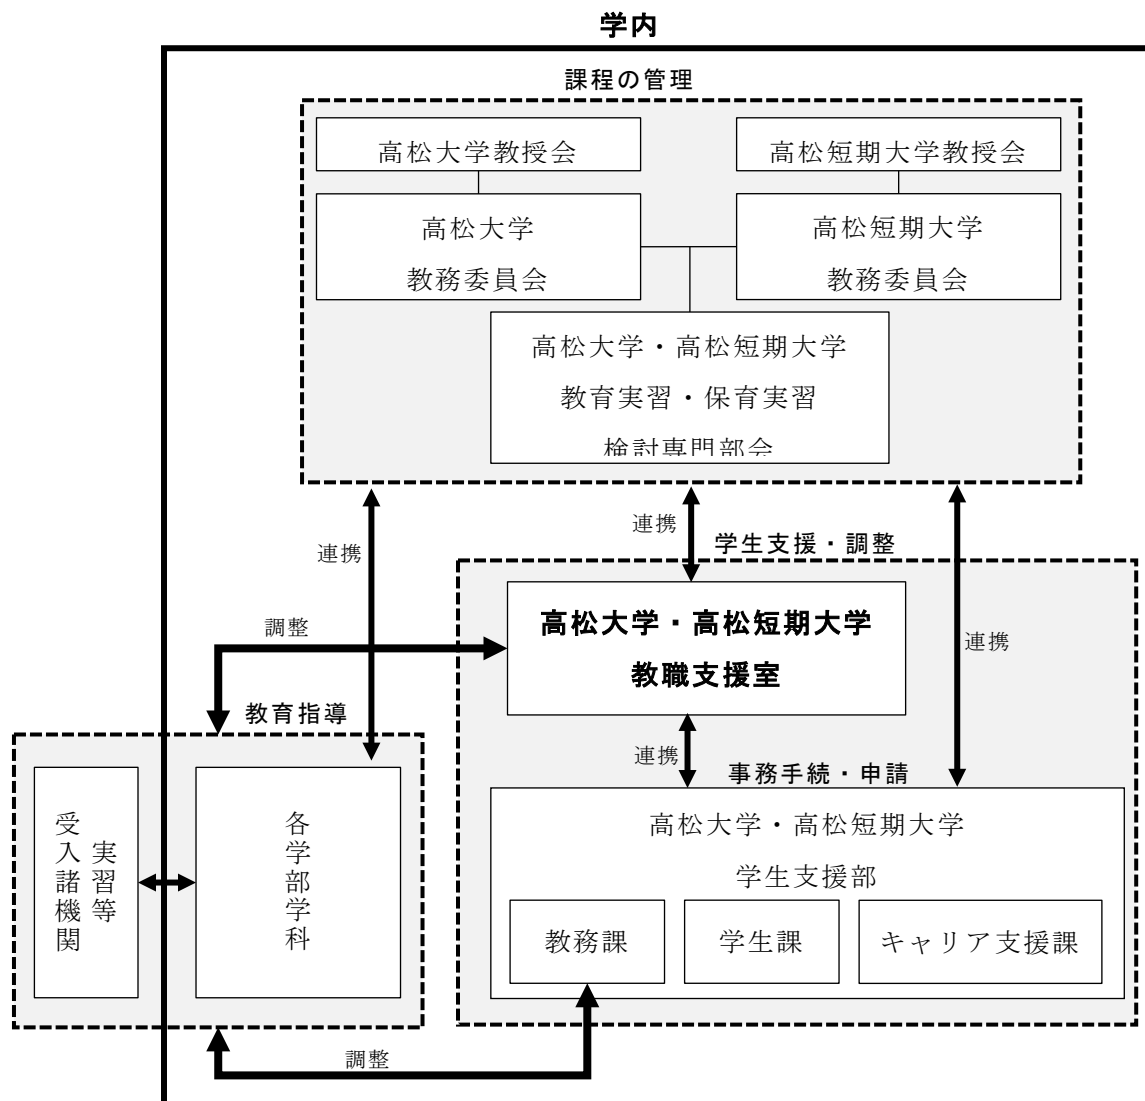 学内
課程の管理
高松大学教授会
高松短期大学教授会
高松大学
教務委員会
高松短期大学
教務委員会
高松大学・高松短期大学
教育実習・保育実習
検討専門部会
連携
連携
連携
学生支援・調整
高松大学・高松短期大学
教職支援室
調整
教育指導
実習等
受入諸機関
各学部学科
連携
事務手続・申請
高松大学・高松短期大学
学生支援部
教務課
学生課
キャリア支援課
調整